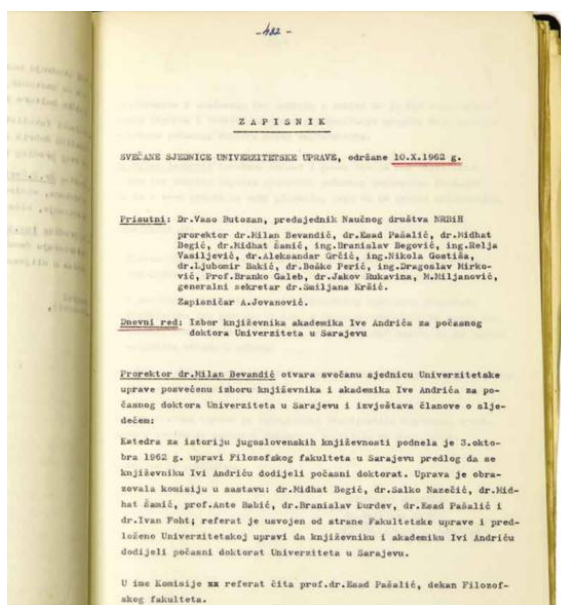 -482-
ZAPISNIK
SVEČANE SJEDNICE UNIVERZITETSKE UPRAVE, održane 10.X.1962 g.
Prisutni: Dr.Vaso Butozan, predsjednik Naučnog društva NRBiH
prorektor dr.Milan Bevandić, dr.Esad Pašalić, dr.Midhat
Begić, dr.Midhat Šamić, ing.Branislav Begović, ing.Relja
Vasiljević, dr.Aleksandar Grčić, ing.Nikola Gostiša,
dr.Ljubomir Rakić, dr.Boško Perić, ing.Dragoslav Mirko-
vić, Prof.Branko Galeb, dr.Jakov Rukavina, M.Miljanović,
generalni sekretar dr.Smiljana Kršić.
Zapisničar A.Jovanović.
Dnevni red: Izbor književnika akademika Ive Andrića za počasnog
doktora Univerziteta u Sarajevu
Prorektor dr.Milan Bevandić otvara svečanu sjednicu Univerzitetske
uprave posvećenu izboru književnika i akademika Ive Andrića za po-
časnog doktora Univerziteta u Sarajevu i izvještava članove o slje-
dećem:
Katedra za istoriju jugoslovenskih književnosti podnela je 3.okto-
bra 1962 g. upravi Filozofskog fakulteta u Sarajevu predlog da se
književniku Ivi Andriću dodijeli počasni doktorat. Uprava je obra-
zovala komisiju u sastavu: dr.Midhat Begić, dr.Salko Nazečić, dr.Mid-
hat Šamić, prof.Ante Babić, dr.Branislav Đurđev, dr.Esad Pašalić i
dr.Ivan Foht; referat je usvojen od strane Fakultetske uprave i pred-
loženo Univerzitetskoj upravi da književniku i akademiku Ivi Andriću
dodijeli počasni doktorat Univerziteta u Sarajevu.
U ime Komisije xx referat čita prof.dr.Esad Pašalić, dekan Filozof-
skog fakulteta.